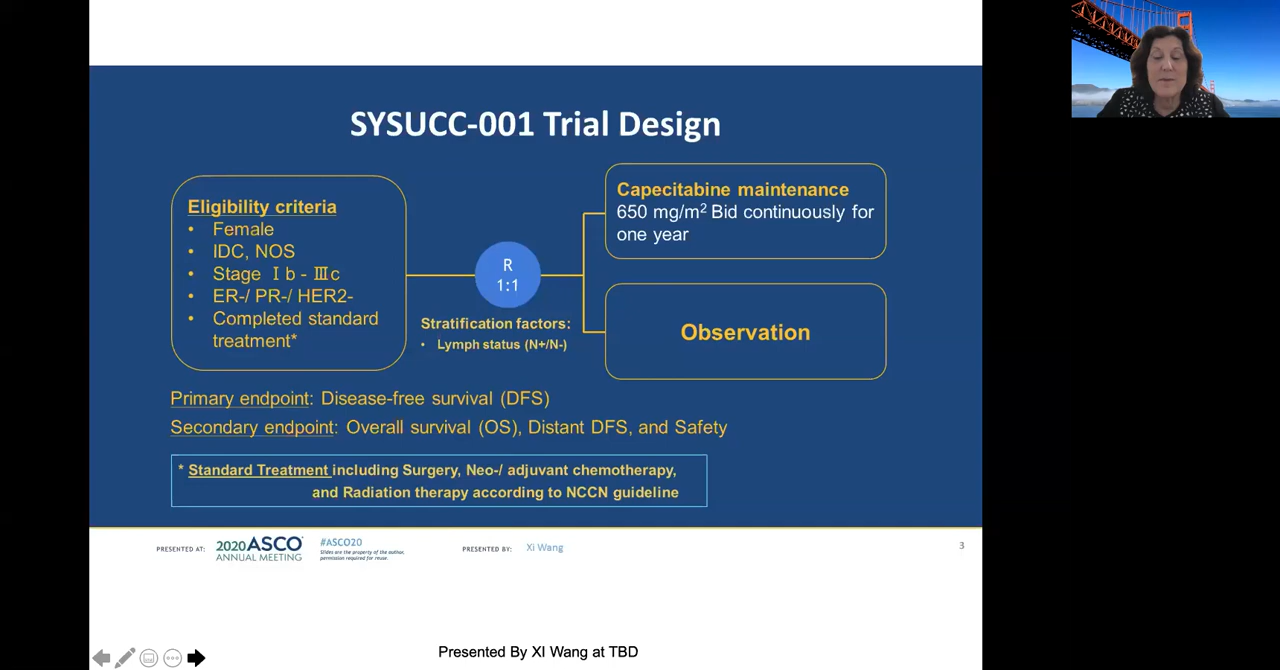 SYSUCC-001 Trial Design
Eligibility criteria
• Female
• IDC, NOS
• Stage Ⅰb - Ⅲc
• ER-/ PR-/ HER2-
• Completed standard
treatment*
R
1:1
Stratification factors:
• Lymph status (N+/N-)
Capecitabine maintenance
650 mg/m² Bid continuously for
one year
Observation
Primary endpoint: Disease-free survival (DFS)
Secondary endpoint: Overall survival (OS), Distant DFS, and Safety
* Standard Treatment including Surgery, Neo-/ adjuvant chemotherapy,
and Radiation therapy according to NCCN guideline
PRESENTED AT:
2020 ASCO
ANNUAL MEETING
#ASCO20
Slides are the property of the author,
permission required for reuse.
PRESENTED BY: Xi Wang
3
Presented By XI Wang at TBD